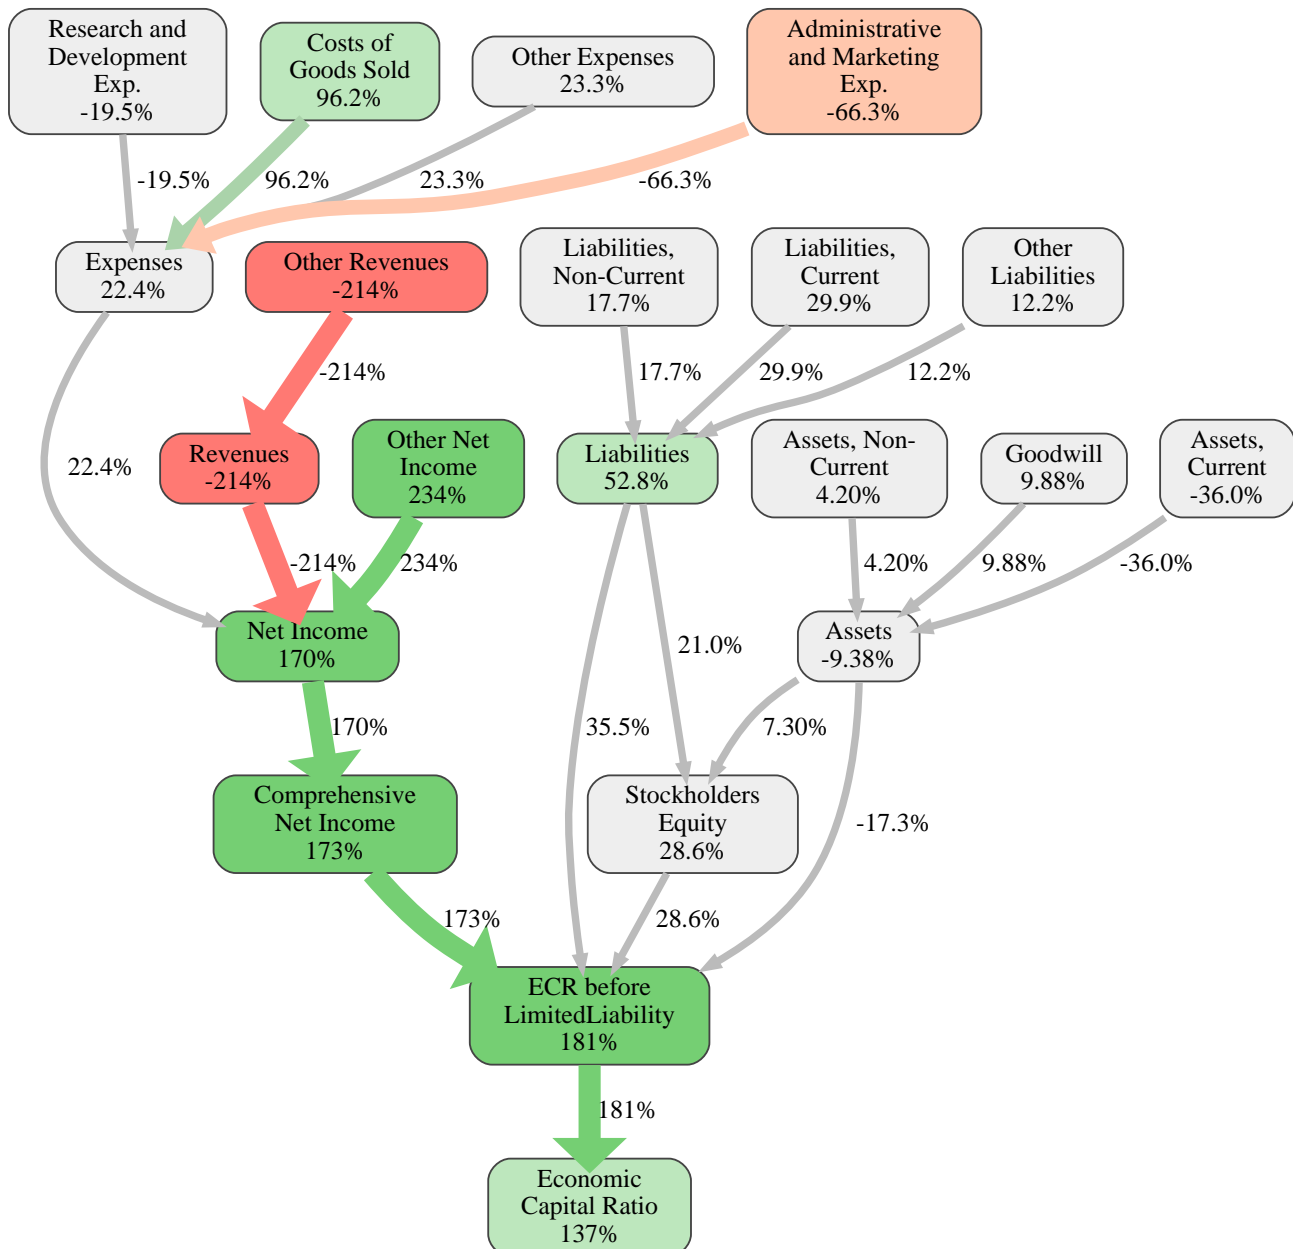 Research and
Development
Exp.
-19.5%
Costs of
Goods Sold
96.2%
Other Expenses
23.3%
Administrative
and Marketing
Exp.
-66.3%
-19.5%
96.2%
23.3%
-66.3%
Expenses
22.4%
Other Revenues
-214%
Liabilities,
Non-Current
17.7%
Liabilities,
Current
29.9%
Other
Liabilities
12.2%
-214%
17.7%
29.9%
12.2%
22.4%
Revenues
-214%
Other Net
Income
234%
Liabilities
52.8%
Assets, Non-
Current
4.20%
Goodwill
9.88%
Assets,
Current
-36.0%
-214%
234%
4.20%
9.88%
-36.0%
Net Income
170%
21.0%
Assets
-9.38%
170%
35.5%
7.30%
Comprehensive
Net Income
173%
Stockholders
Equity
28.6%
-17.3%
173%
28.6%
ECR before
LimitedLiability
181%
181%
Economic
Capital Ratio
137%